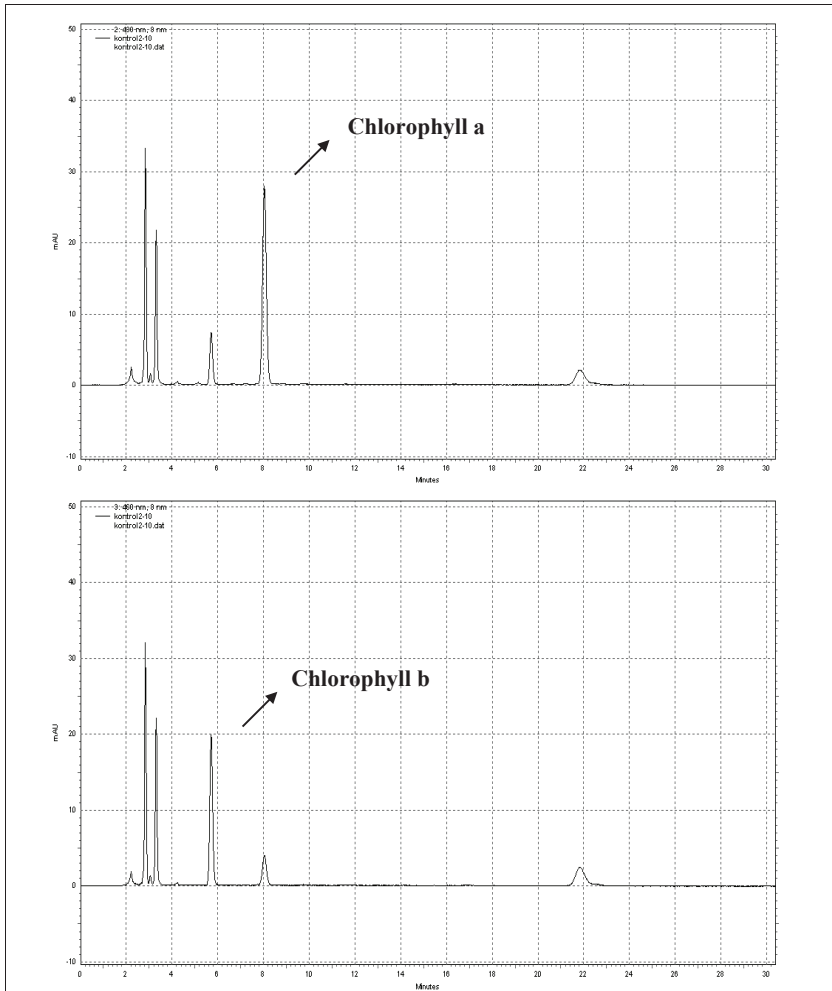 2: 430 nm, 8 nm
kontrol2-10
kontrol2-10.dat
Chlorophyll a
50
40
30
20
10
0
-10
mAU
0 2 4 6 8 10 12 14 16 18 20 22 24 26 28 30
Minutes
3: 460 nm, 8 nm
kontrol2-10
kontrol2-10.dat
Chlorophyll b
50
40
30
20
10
0
-10
mAU
0 2 4 6 8 10 12 14 16 18 20 22 24 26 28 30
Minutes